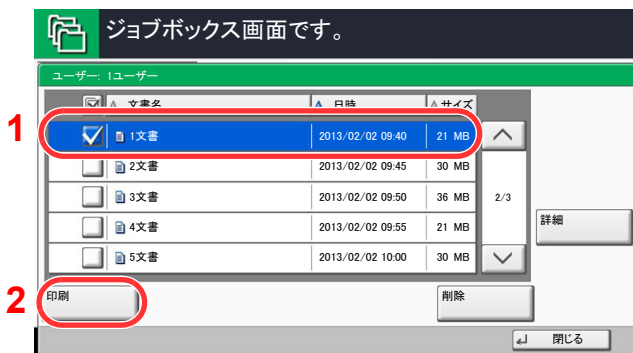 ジョブボックス画面です。
ユーザー: 1ユーザー
文書名 日時 サイズ
1 1文書 2013/02/02 09:40 21 MB
2文書 2013/02/02 09:45 30 MB
3文書 2013/02/02 09:50 36 MB 2/3
4文書 2013/02/02 09:55 21 MB 詳細
5文書 2013/02/02 10:00 30 MB
2 印刷 削除
閉じる